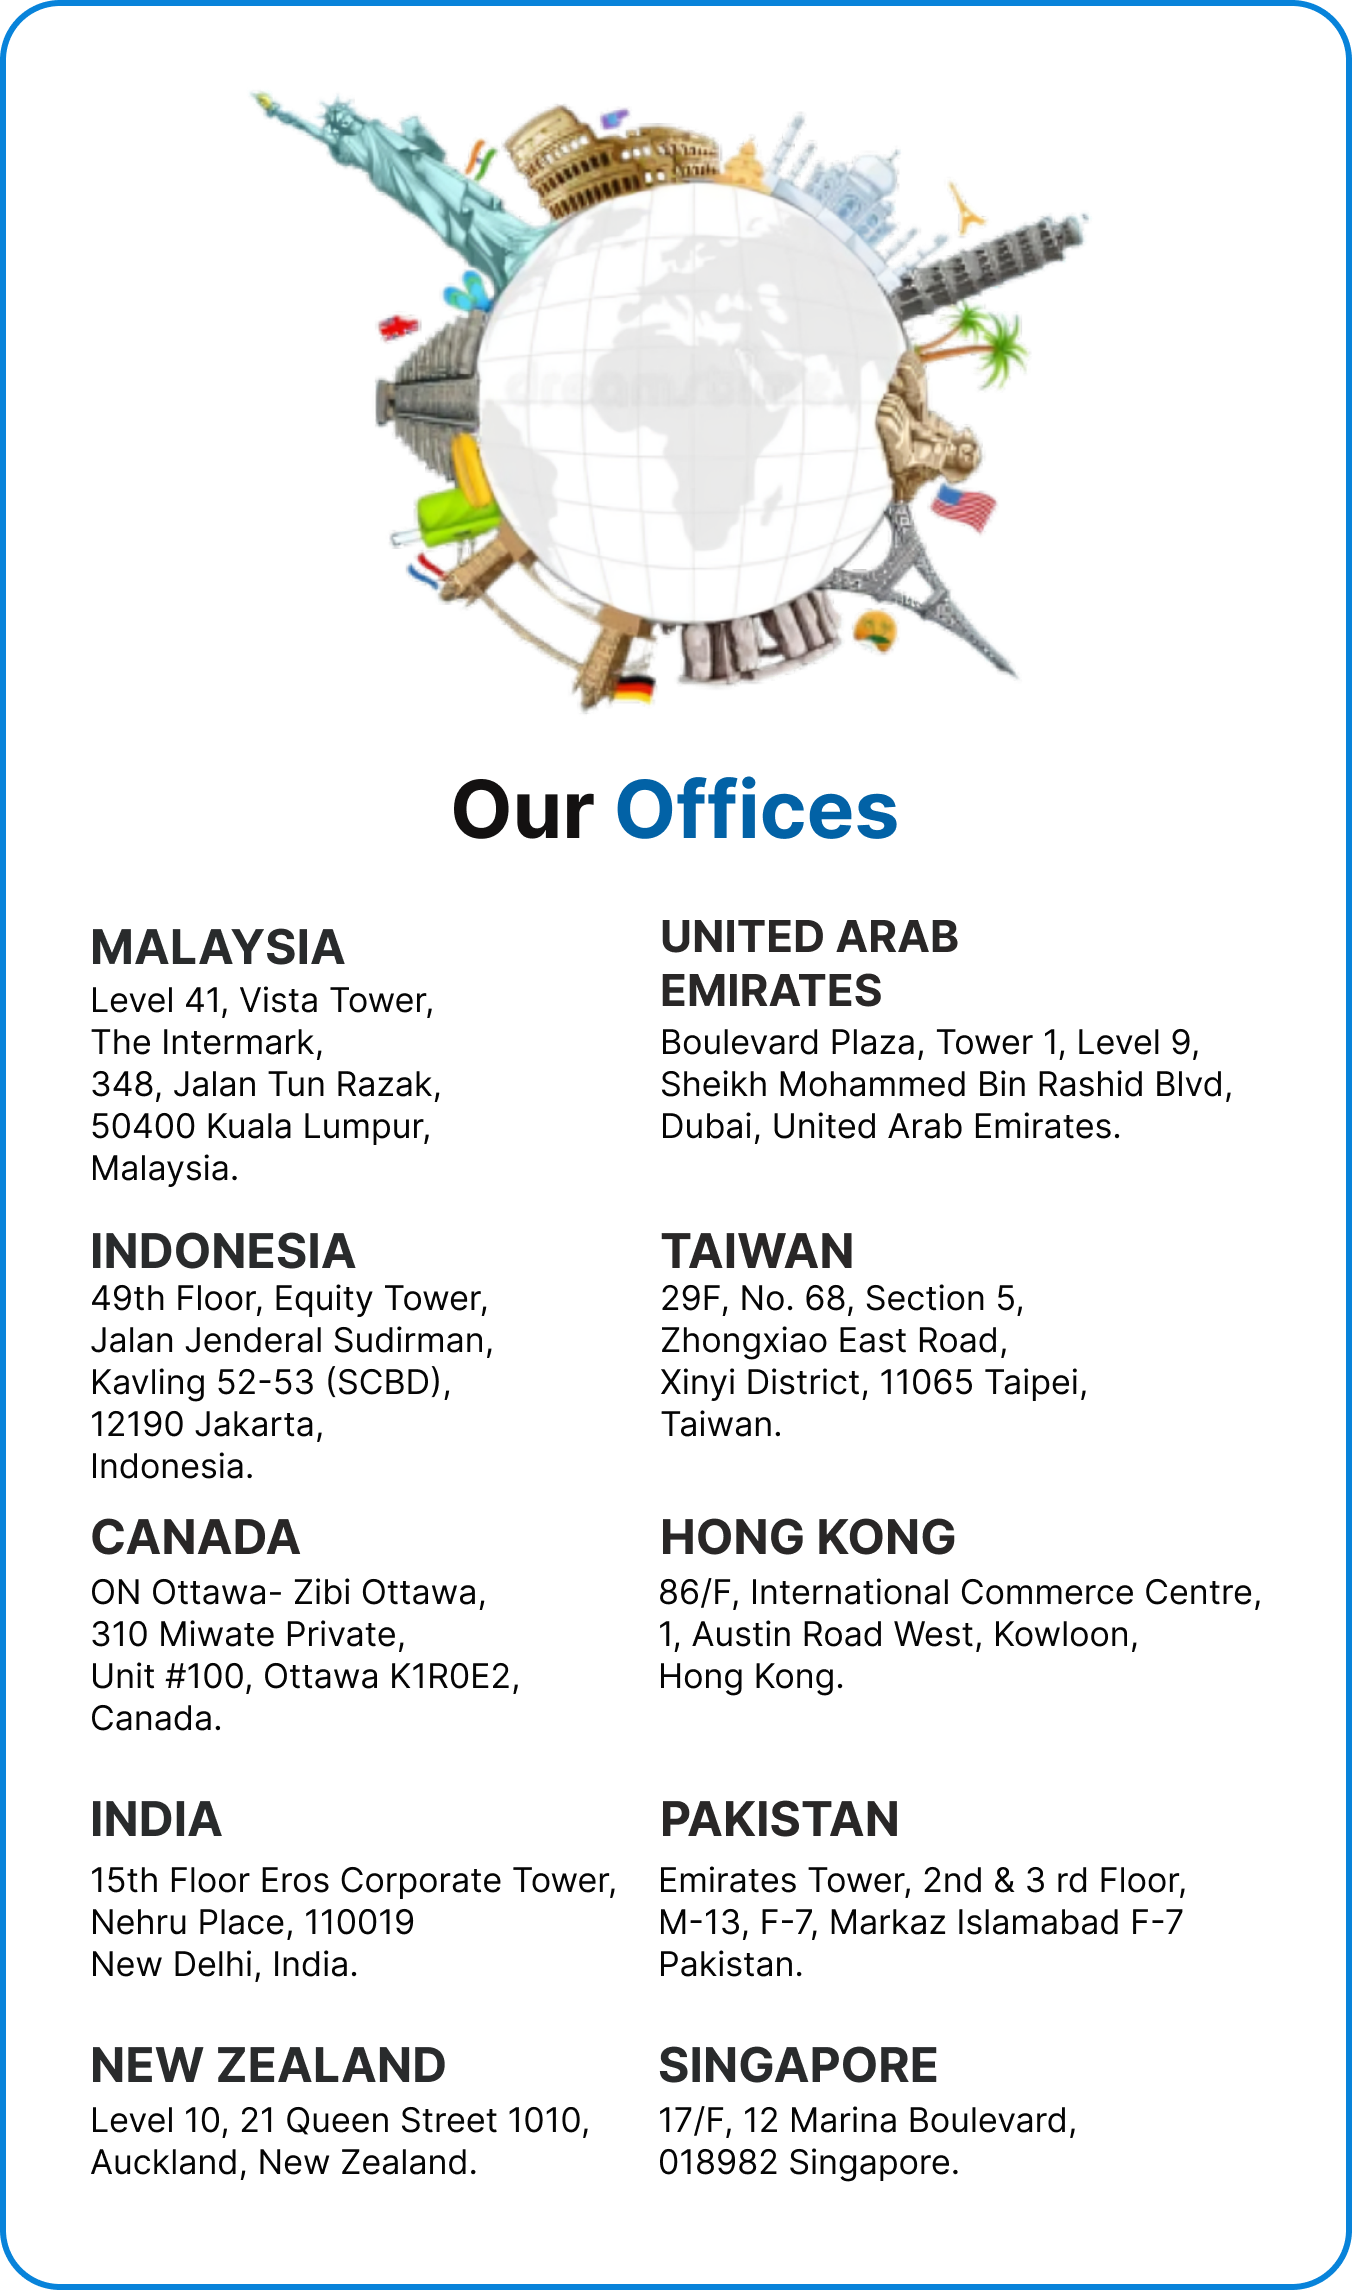 Our Offices
MALAYSIA
Level 41, Vista Tower,
The Intermark,
348, Jalan Tun Razak,
50400 Kuala Lumpur,
Malaysia.
UNITED ARAB
EMIRATES
Boulevard Plaza, Tower 1, Level 9,
Sheikh Mohammed Bin Rashid Blvd,
Dubai, United Arab Emirates.
INDONESIA
49th Floor, Equity Tower,
Jalan Jenderal Sudirman,
Kavling 52-53 (SCBD),
12190 Jakarta,
Indonesia.
TAIWAN
29F, No. 68, Section 5,
Zhongxiao East Road,
Xinyi District, 11065 Taipei,
Taiwan.
CANADA
ON Ottawa- Zibi Ottawa,
310 Miwate Private,
Unit #100, Ottawa K1R0E2,
Canada.
HONG KONG
86/F, International Commerce Centre,
1, Austin Road West, Kowloon,
Hong Kong.
INDIA
15th Floor Eros Corporate Tower,
Nehru Place, 110019
New Delhi, India.
PAKISTAN
Emirates Tower, 2nd & 3 rd Floor,
M-13, F-7, Markaz Islamabad F-7
Pakistan.
NEW ZEALAND
Level 10, 21 Queen Street 1010,
Auckland, New Zealand.
SINGAPORE
17/F, 12 Marina Boulevard,
018982 Singapore.